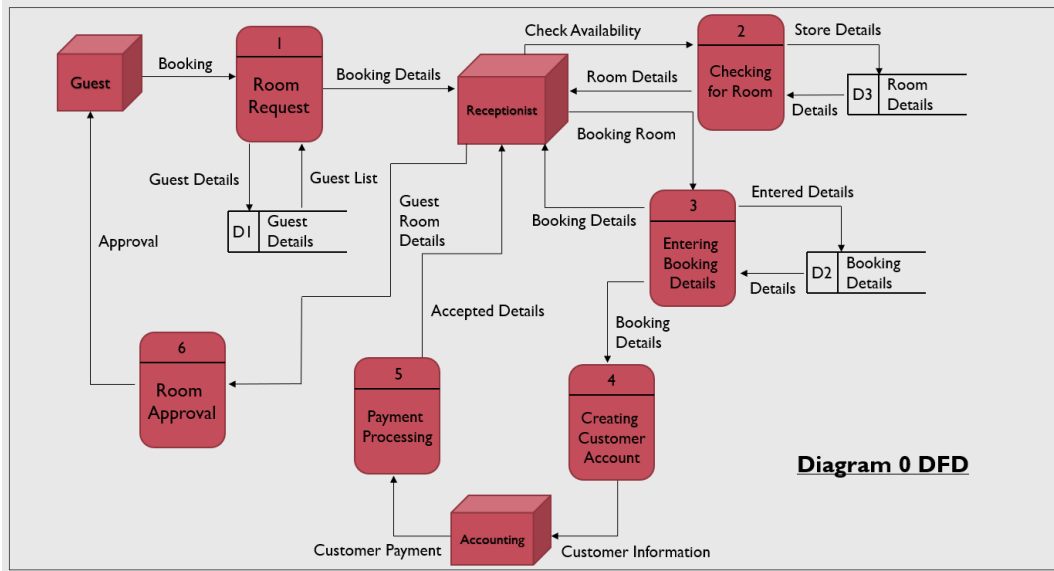 Guest
Booking
1
Room
Request
Booking Details
Receptionist
Check Availability
Room Details
2
Checking
for Room
Store Details
D3
Room
Details
Details
Booking Room
Guest Details
Guest List
D1
Guest
Details
Approval
Guest
Room
Details
Booking Details
3
Entering
Booking
Details
Entered Details
D2
Booking
Details
Details
Accepted Details
Booking
Details
6
Room
Approval
5
Payment
Processing
4
Creating
Customer
Account
Diagram 0 DFD
Customer Payment
Accounting
Customer Information